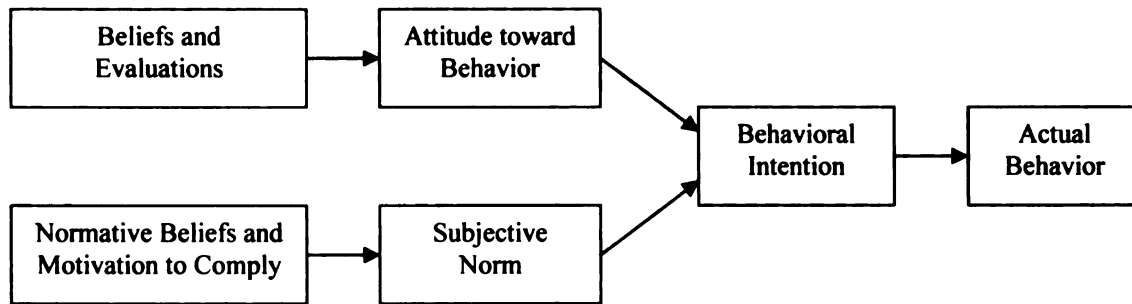 Beliefs and
Evaluations
Attitude toward
Behavior
Behavioral
Intention
Actual
Behavior
Normative Beliefs and
Motivation to Comply
Subjective
Norm